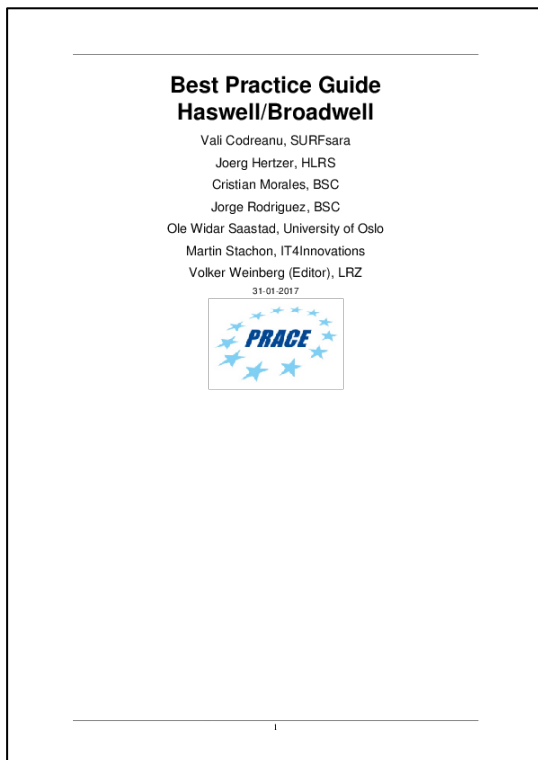 Best Practice Guide
Haswell/Broadwell
Vali Codreanu, SURFsara
Joerg Hertzer, HLRS
Cristian Morales, BSC
Jorge Rodriguez, BSC
Ole Widar Saastad, University of Oslo
Martin Stachon, IT4Innovations
Volker Weinberg (Editor), LRZ
31-01-2017
PRACE
1